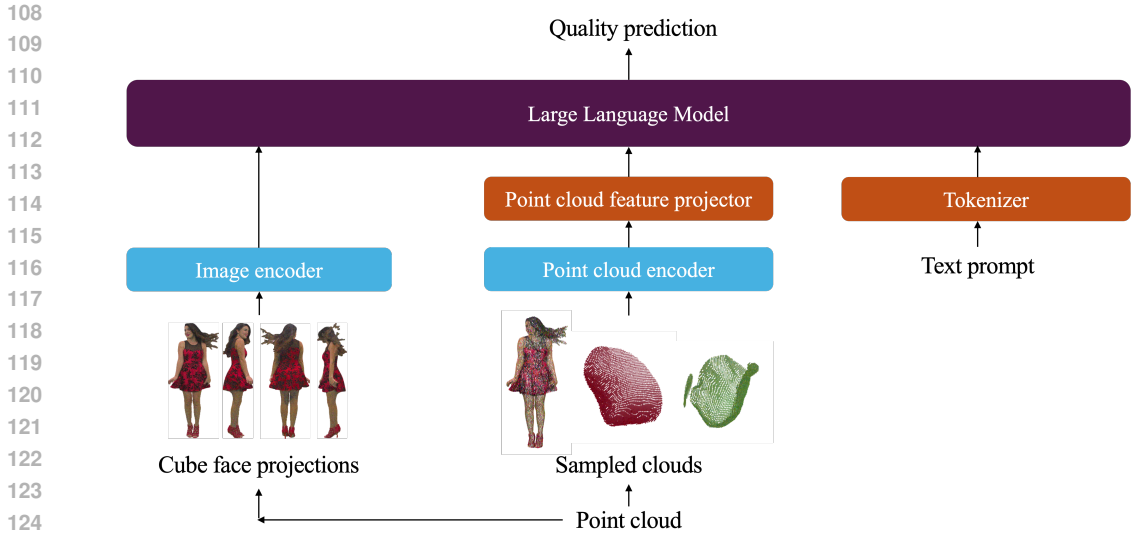 108
109
110
111
112
113
114
115
116
117
118
119
120
121
122
123
124
Quality prediction
Large Language Model
Point cloud feature projector
Tokenizer
Image encoder
Point cloud encoder
Text prompt
Cube face projections
Sampled clouds
Point cloud